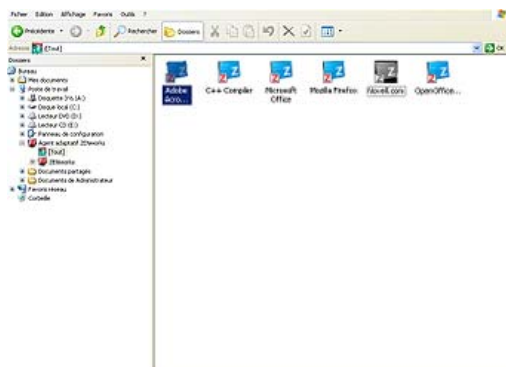 Fichier Edition Affichage Favoris Outils ?
Précédente Rechercher Dossiers
Adresse [Tout] OK
Dossiers
Bureau
Mes documents
Poste de travail
Disquette 3½ (A:)
Disque local (C:)
Lecteur DVD (D:)
Lecteur CD (E:)
Panneau de configuration
Agent adaptatif ZENworks
[Tout]
ZENworks
Documents partagés
Documents de Administrateur
Favoris réseau
Corbeille
Adobe Acro...
C++ Compiler
Microsoft Office
Mozilla Firefox
Novell.com
OpenOffice...